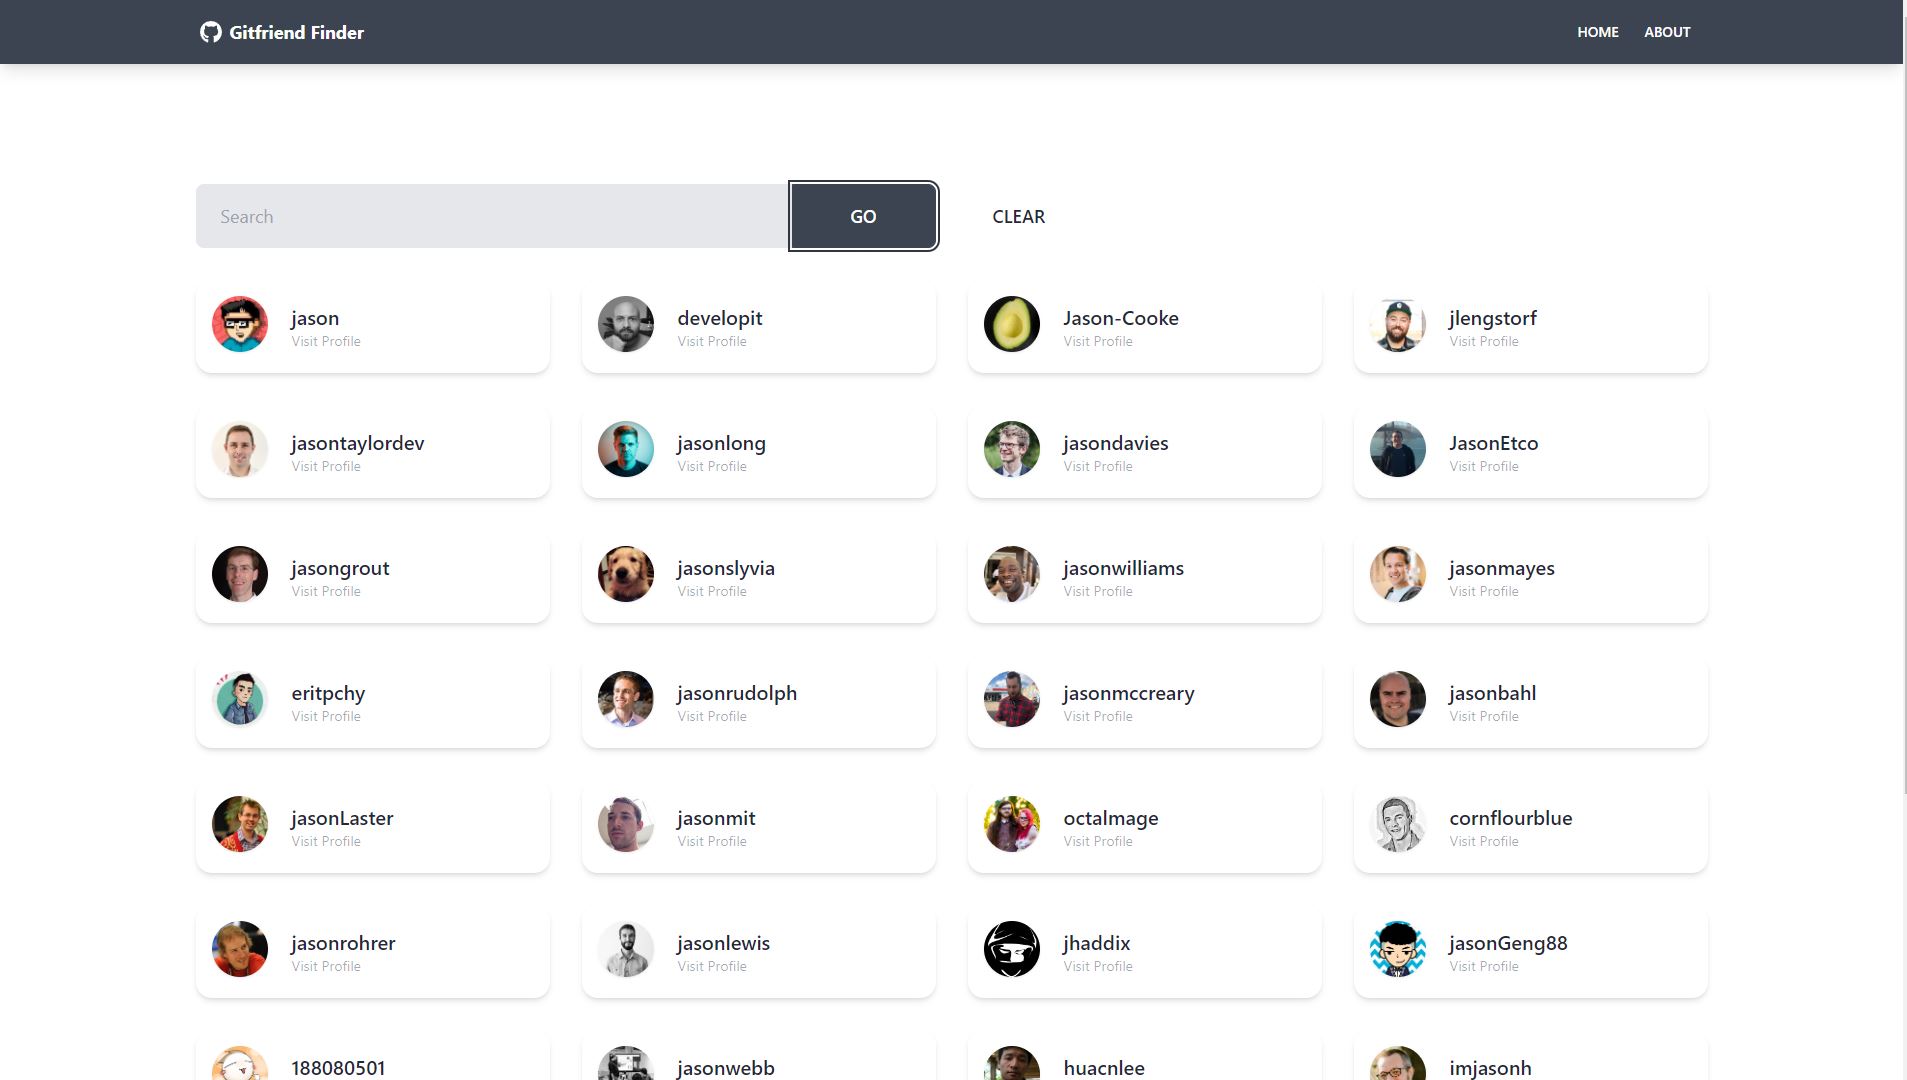 Gitfriend Finder
HOME ABOUT
Search GO CLEAR
jason developit Jason-Cooke jlengstorf
Visit Profile Visit Profile Visit Profile Visit Profile
jasontaylordev jasonlong jasondavies JasonEtco
Visit Profile Visit Profile Visit Profile Visit Profile
jasongrout jasonslyvia jasonwilliams jasonmayes
Visit Profile Visit Profile Visit Profile Visit Profile
eritpchy jasonrudolph jasonmccreary jasonbahl
Visit Profile Visit Profile Visit Profile Visit Profile
jasonLaster jasonmit octalmage cornflourblue
Visit Profile Visit Profile Visit Profile Visit Profile
jasonrohrer jasonlewis jhaddix jasonGeng88
Visit Profile Visit Profile Visit Profile Visit Profile
188080501 jasonwebb huacnlee imjasonh